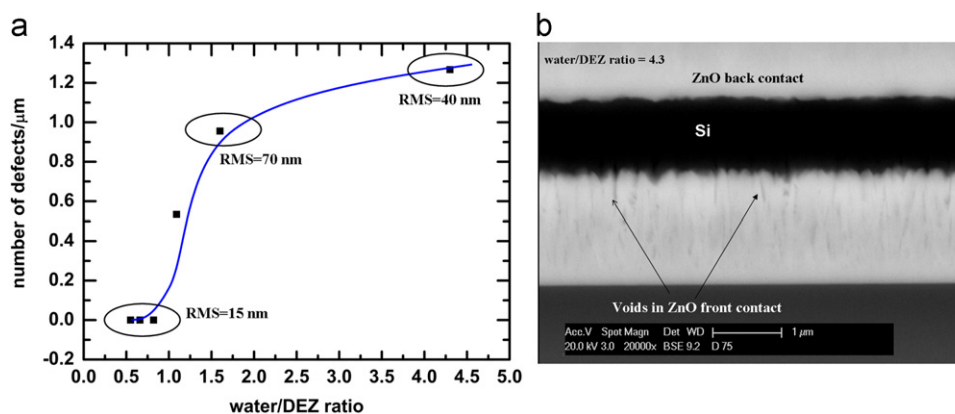 a
1.4
1.2
1.0
0.8
0.6
0.4
0.2
0.0
-0.2
number of defects/μm
RMS=40 nm
RMS=70 nm
RMS=15 nm
0.0 0.5 1.0 1.5 2.0 2.5 3.0 3.5 4.0 4.5 5.0
water/DEZ ratio
b
water/DEZ ratio = 4.3
ZnO back contact
Si
Voids in ZnO front contact
Acc.V Spot Magn Det WD 1 μm
20.0 kV 3.0 20000x BSE 9.2 D 75